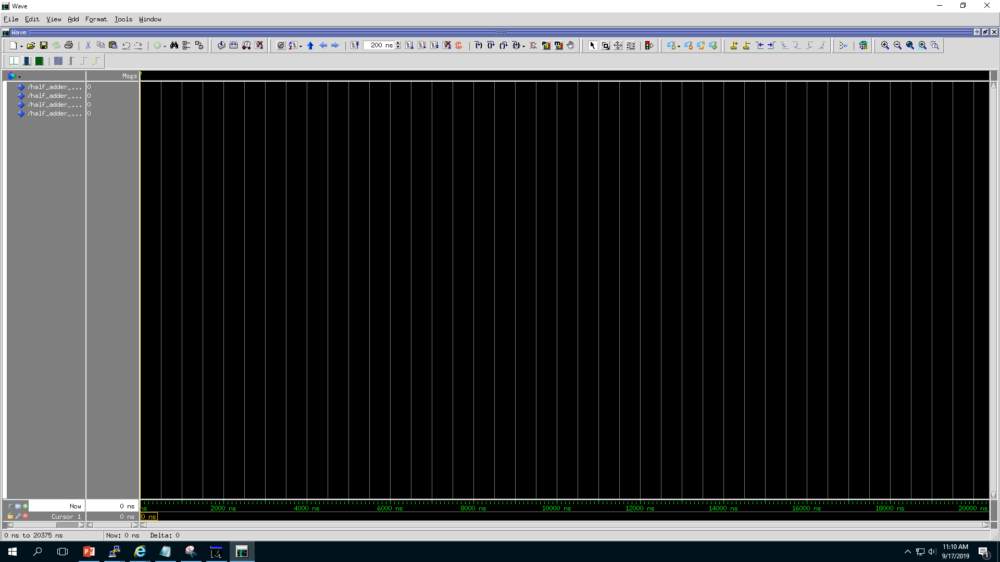 Wave
File Edit View Add Format Tools Window
Wave
200 ns
Msgs
/half_adder_... 0
/half_adder_... 0
/half_adder_... 0
/half_adder_... 0
Now 0 ns
ns 2000 ns 4000 ns 6000 ns 8000 ns 10000 ns 12000 ns 14000 ns 16000 ns 18000 ns 20000 ns
Cursor 1 0 ns 0 ns
0 ns to 20375 ns Now: 0 ns Delta: 0
11:10 AM
9/17/2019
1